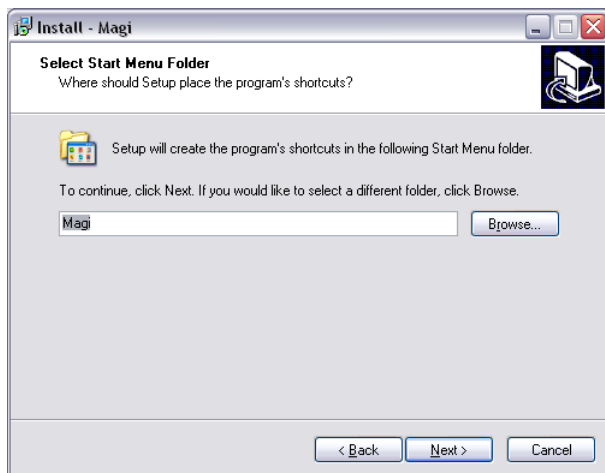 Install - Magi
Select Start Menu Folder
Where should Setup place the program's shortcuts?
Setup will create the program's shortcuts in the following Start Menu folder.
To continue, click Next. If you would like to select a different folder, click Browse.
Magi
Browse...
< Back
Next >
Cancel